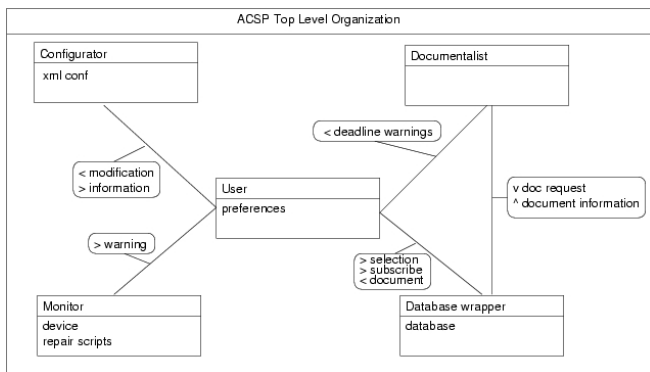 ACSP Top Level Organization
Configurator
xml conf
Documentalist
< deadline warnings
< modification
> information
User
preferences
v doc request
^ document information
> warning
> selection
> subscribe
< document
Monitor
device
repair scripts
Database wrapper
database